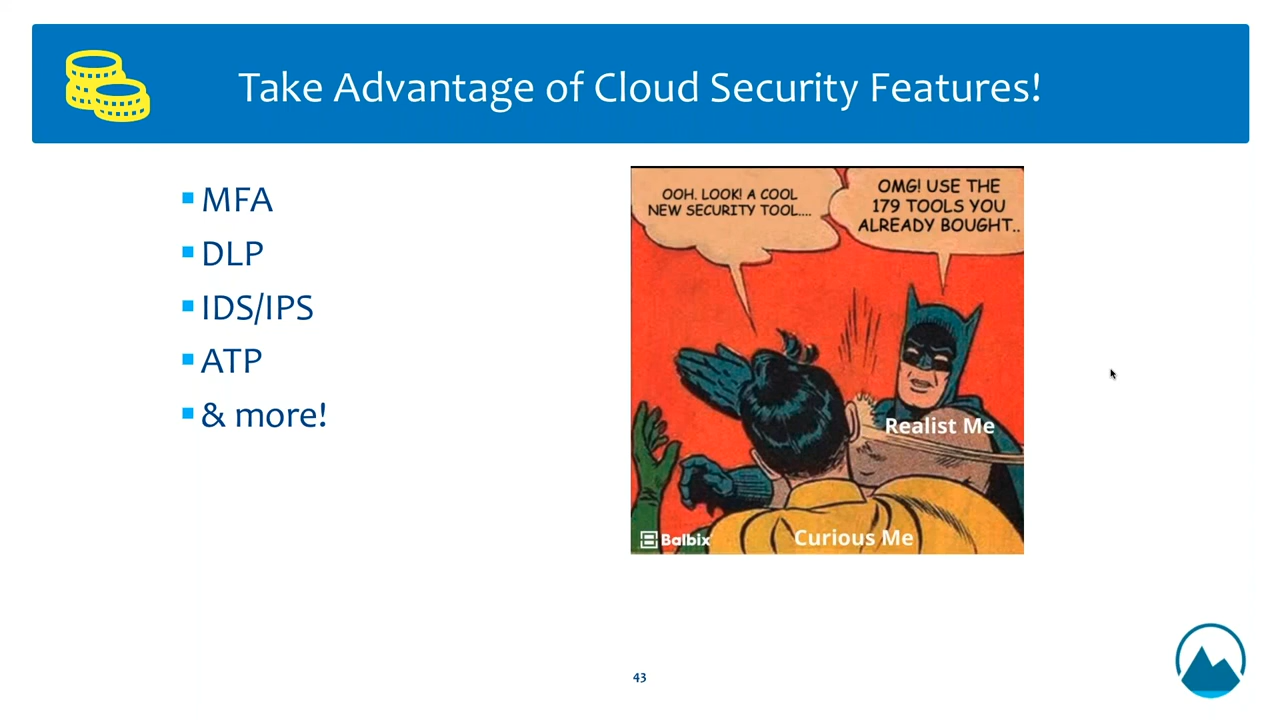 Take Advantage of Cloud Security Features!
MFA
DLP
IDS/IPS
ATP
& more!
OOH. LOOK! A COOL
NEW SECURITY TOOL....
OMG! USE THE
179 TOOLS YOU
ALREADY BOUGHT..
Realist Me
Curious Me
Balbix
43